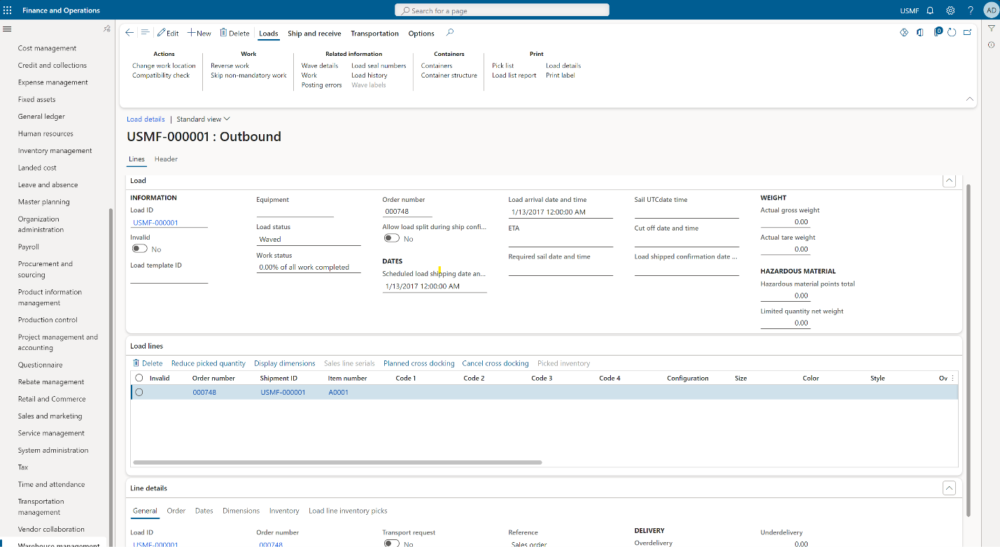 Finance and Operations
Search for a page
USMF
?
AD
Cost management
Credit and collections
Expense management
Fixed assets
General ledger
Human resources
Inventory management
Landed cost
Leave and absence
Master planning
Organization
administration
Payroll
Procurement and
sourcing
Product information
management
Production control
Project management and
accounting
Questionnaire
Rebate management
Retail and Commerce
Sales and marketing
Service management
System administration
Tax
Time and attendance
Transportation
management
Vendor collaboration
Warehouse management
Edit
New
Delete
Loads
Ship and receive
Transportation
Options
0
Actions
Change work location
Compatibility check
Work
Reverse work
Skip non-mandatory work
Related information
Wave details
Work
Posting errors
Load seal numbers
Load history
Wave labels
Containers
Containers
Container structure
Print
Pick list
Load list report
Load details
Print label
Load details | Standard view
USMF-000001 : Outbound
Lines
Header
Load
INFORMATION
Load ID
USMF-000001
Invalid
No
Load template ID
Equipment
Load status
Waved
Work status
0.00% of all work completed
Order number
000748
Allow load split during ship confi...
No
DATES
Scheduled load shipping date an...
1/13/2017 12:00:00 AM
Load arrival date and time
1/13/2017 12:00:00 AM
ETA
Required sail date and time
Sail UTCdate time
Cut off date and time
Load shipped confirmation date ...
WEIGHT
Actual gross weight
0.00
Actual tare weight
0.00
HAZARDOUS MATERIAL
Hazardous material points total
0.00
Limited quantity net weight
0.00
Load lines
Delete
Reduce picked quantity
Display dimensions
Sales line serials
Planned cross docking
Cancel cross docking
Picked inventory
Invalid
Order number
Shipment ID
Item number
Code 1
Code 2
Code 3
Code 4
Configuration
Size
Color
Style
Ov
000748
USMF-000001
A0001
Line details
General
Order
Dates
Dimensions
Inventory
Load line inventory picks
Load ID
USMF-000001
Order number
000748
Transport request
No
Reference
Sales order
DELIVERY
Overdelivery
Underdelivery
0.00